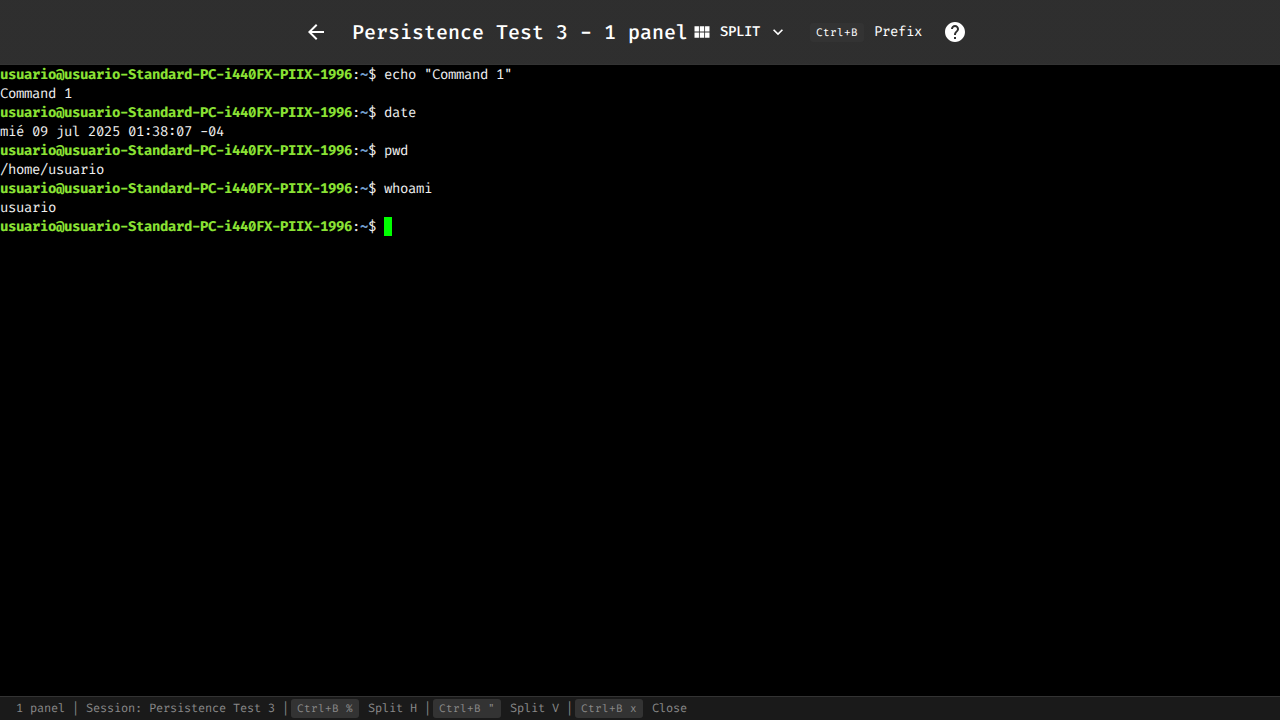 Persistence Test 3 - 1 panel SPLIT Ctrl+B Prefix ?
usuario@usuario-Standard-PC-i440FX-PIIX-1996:~$ echo "Command 1"
Command 1
usuario@usuario-Standard-PC-i440FX-PIIX-1996:~$ date
mié 09 jul 2025 01:38:07 -04
usuario@usuario-Standard-PC-i440FX-PIIX-1996:~$ pwd
/home/usuario
usuario@usuario-Standard-PC-i440FX-PIIX-1996:~$ whoami
usuario
usuario@usuario-Standard-PC-i440FX-PIIX-1996:~$
1 panel | Session: Persistence Test 3 | Ctrl+B % Split H | Ctrl+B " Split V | Ctrl+B x Close